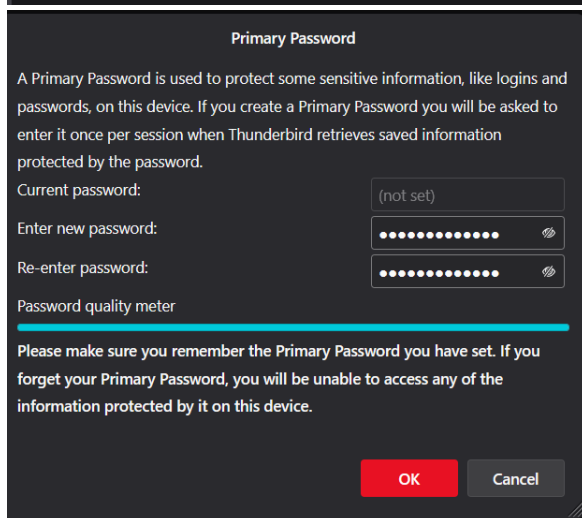 Primary Password
A Primary Password is used to protect some sensitive information, like logins and
passwords, on this device. If you create a Primary Password you will be asked to
enter it once per session when Thunderbird retrieves saved information
protected by the password.
Current password:
(not set)
Enter new password:
●●●●●●●●●●●●●
Re-enter password:
●●●●●●●●●●●●●
Password quality meter
Please make sure you remember the Primary Password you have set. If you
forget your Primary Password, you will be unable to access any of the
information protected by it on this device.
OK
Cancel